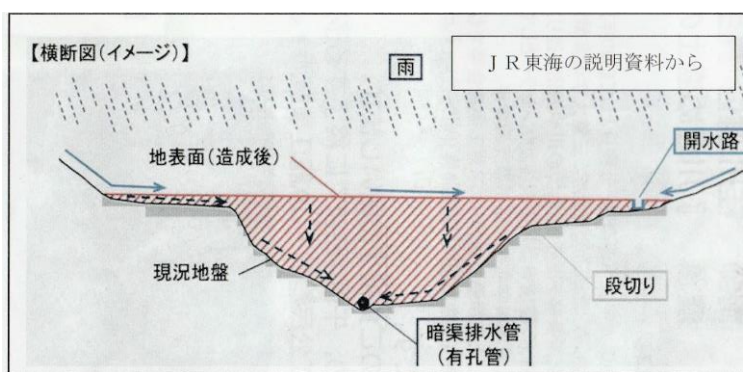 【横断図(イメージ)】
雨
ＪＲ東海の説明資料から
開水路
地表面(造成後)
現況地盤
段切り
暗渠排水管
(有孔管)